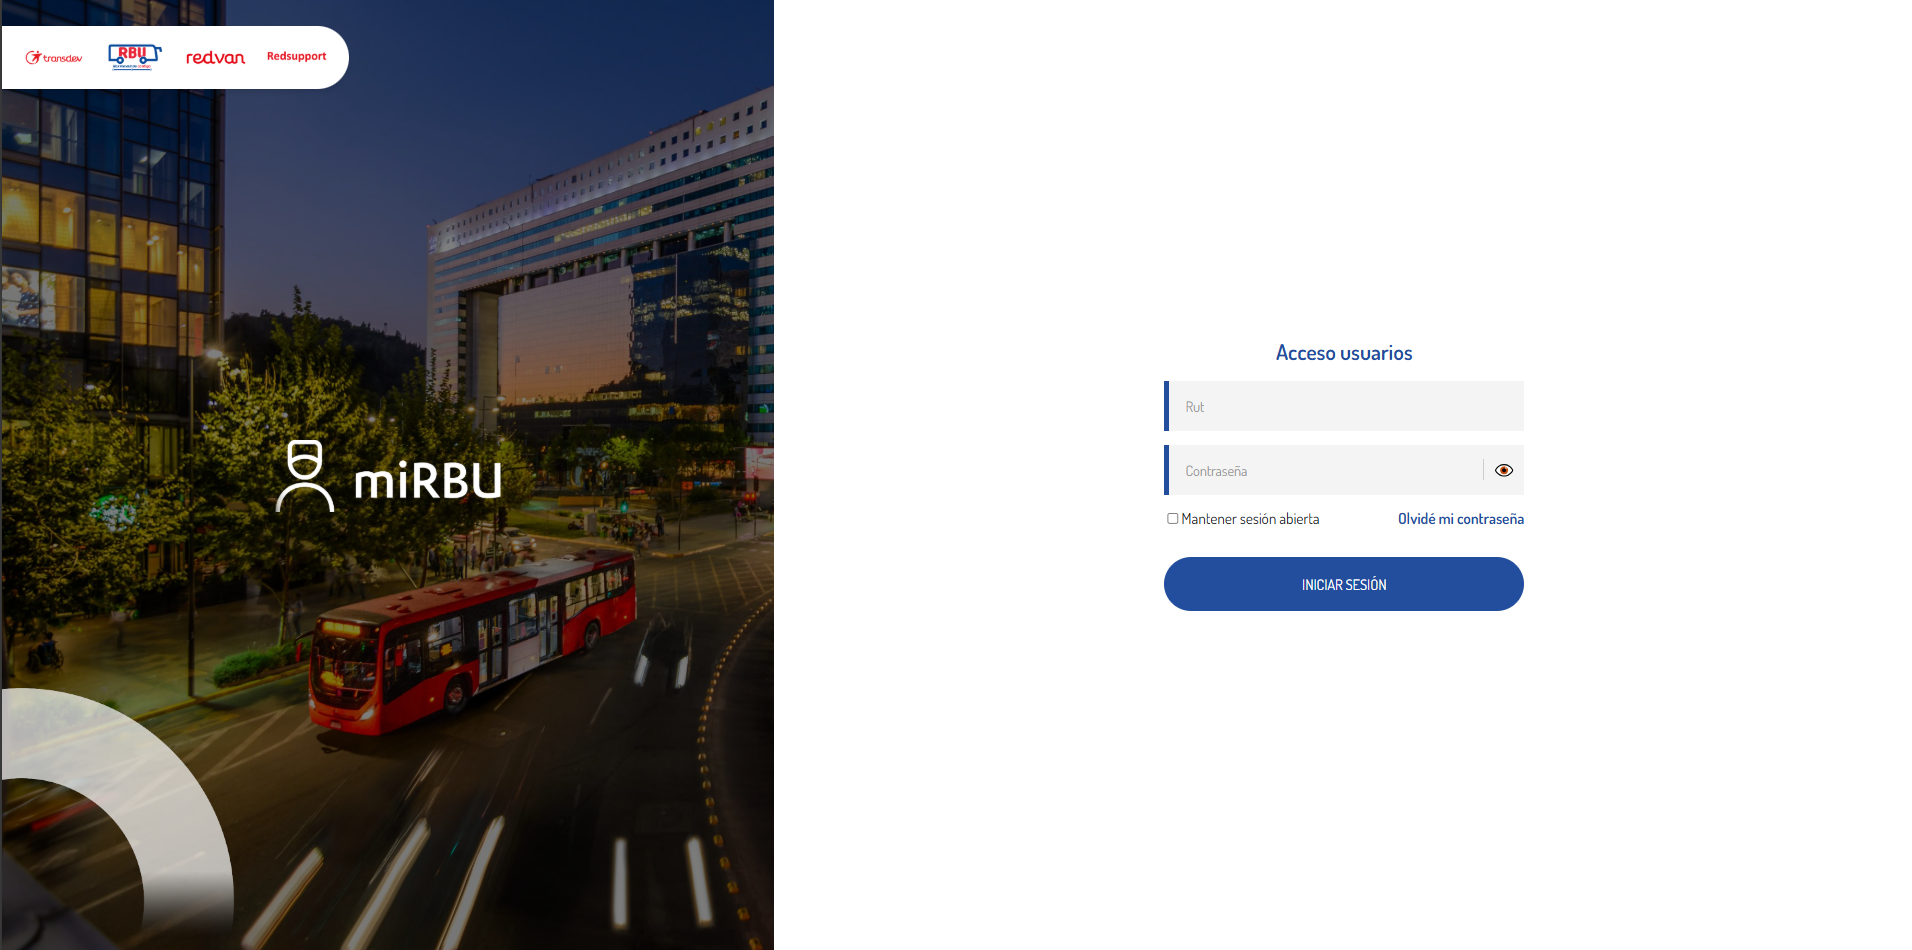 transdev
RBU
redvan
Redsupport
miRBU
Acceso usuarios
Rut
Contraseña
Mantener sesión abierta
Olvidé mi contraseña
INICIAR SESIÓN